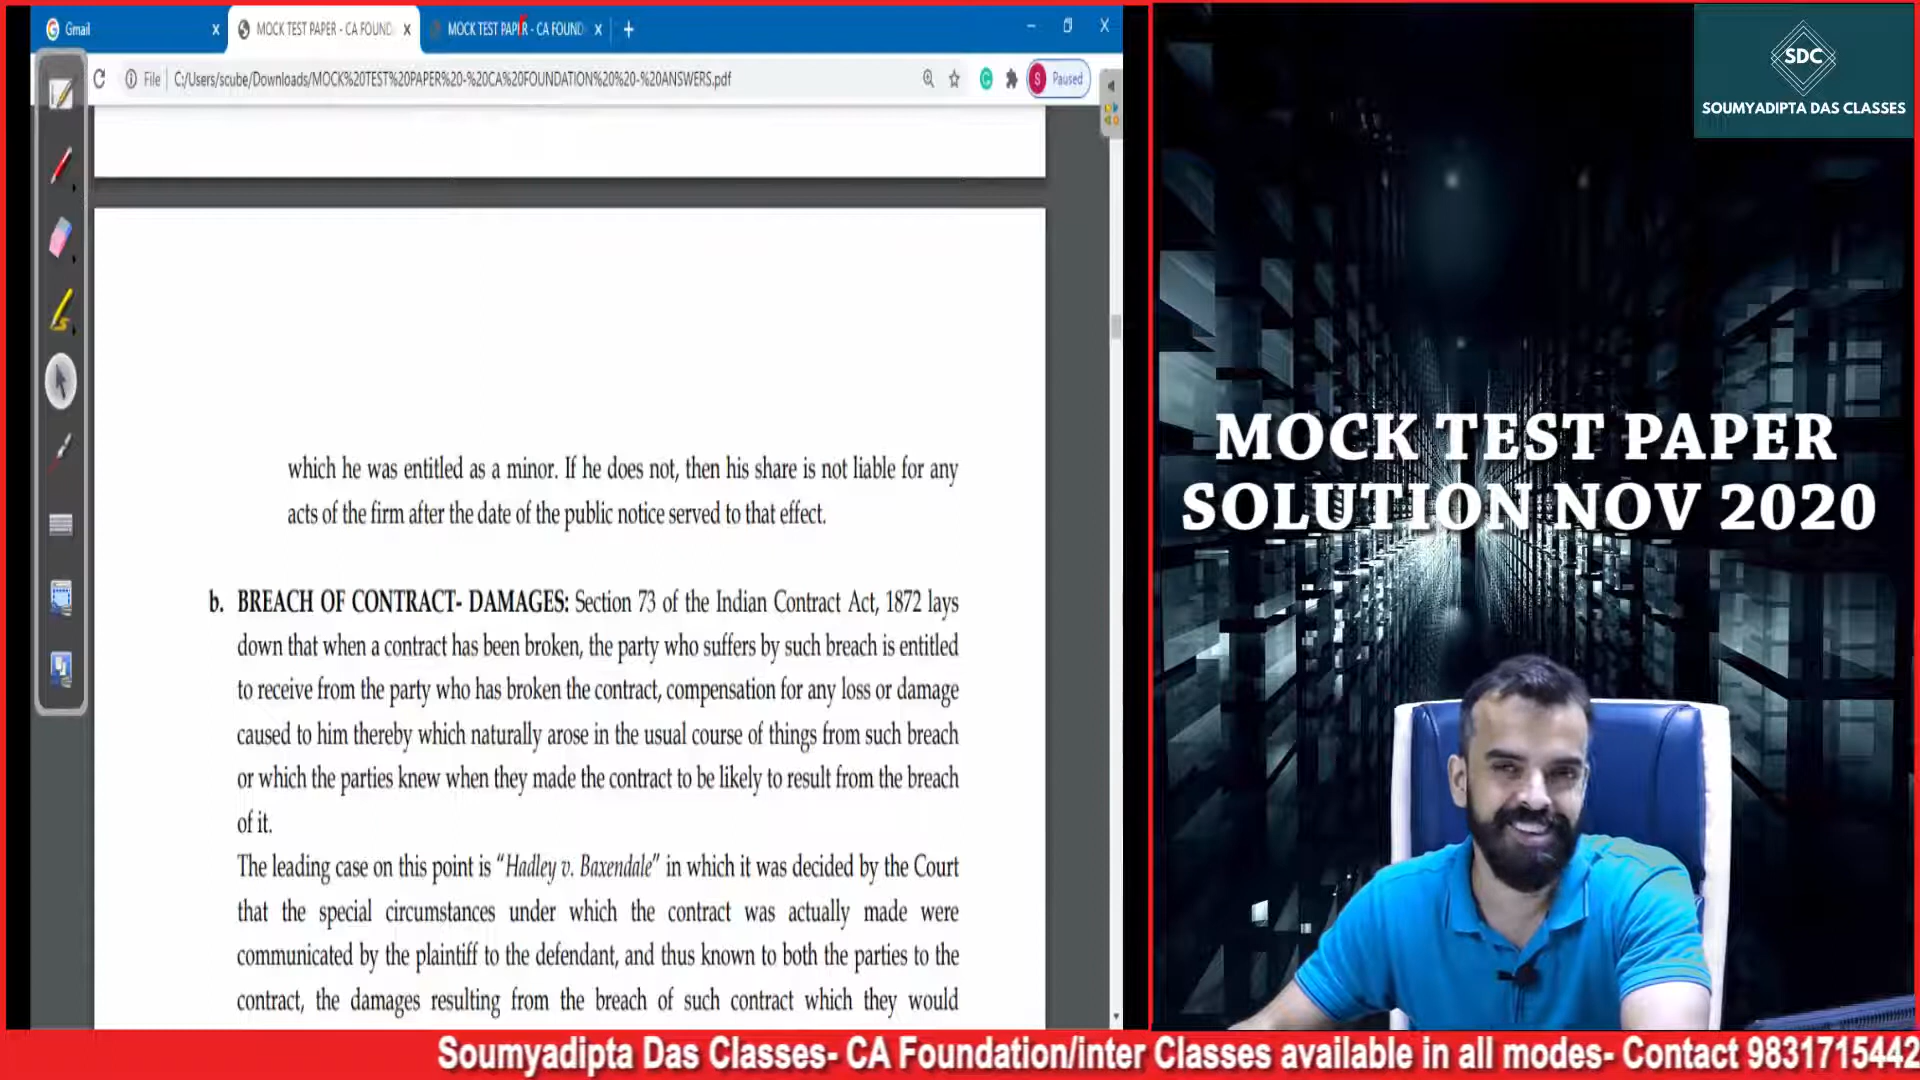 Gmail
MOCK TEST PAPER - CA FOUND
MOCK TEST PAPER - CA FOUND
File
C:/Users/scube/Downloads/MOCK%20TEST%20PAPER%20-%20CA%20FOUNDATION%20%20-%20ANSWERS.pdf
S
Paused
which he was entitled as a minor. If he does not, then his share is not liable for any
acts of the firm after the date of the public notice served to that effect.
b. BREACH OF CONTRACT- DAMAGES: Section 73 of the Indian Contract Act, 1872 lays
down that when a contract has been broken, the party who suffers by such breach is entitled
to receive from the party who has broken the contract, compensation for any loss or damage
caused to him thereby which naturally arose in the usual course of things from such breach
or which the parties knew when they made the contract to be likely to result from the breach
of it.
The leading case on this point is “Hadley v. Baxendale” in which it was decided by the Court
that the special circumstances under which the contract was actually made were
communicated by the plaintiff to the defendant, and thus known to both the parties to the
contract, the damages resulting from the breach of such contract which they would
SDC
SOUMYADIPTA DAS CLASSES
MOCK TEST PAPER
SOLUTION NOV 2020
Soumyadipta Das Classes- CA Foundation/inter Classes available in all modes- Contact 9831715442